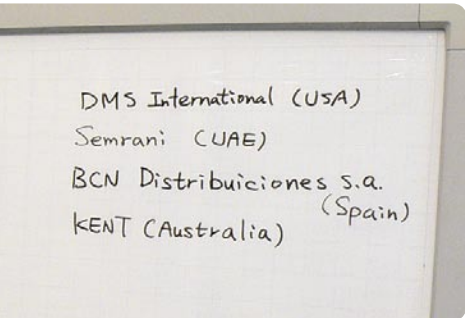 DMS International (USA)
Semrani (UAE)
BCN Distribuiciones s.a.
(Spain)
KENT (Australia)